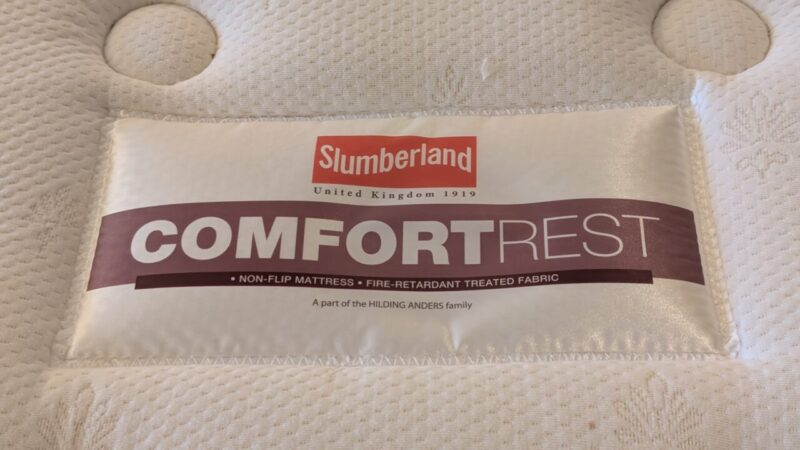 Slumberland
United Kingdom 1919
COMFORTREST
• NON-FLIP MATTRESS • FIRE-RETARDANT TREATED FABRIC
A part of the HILDING ANDERS family